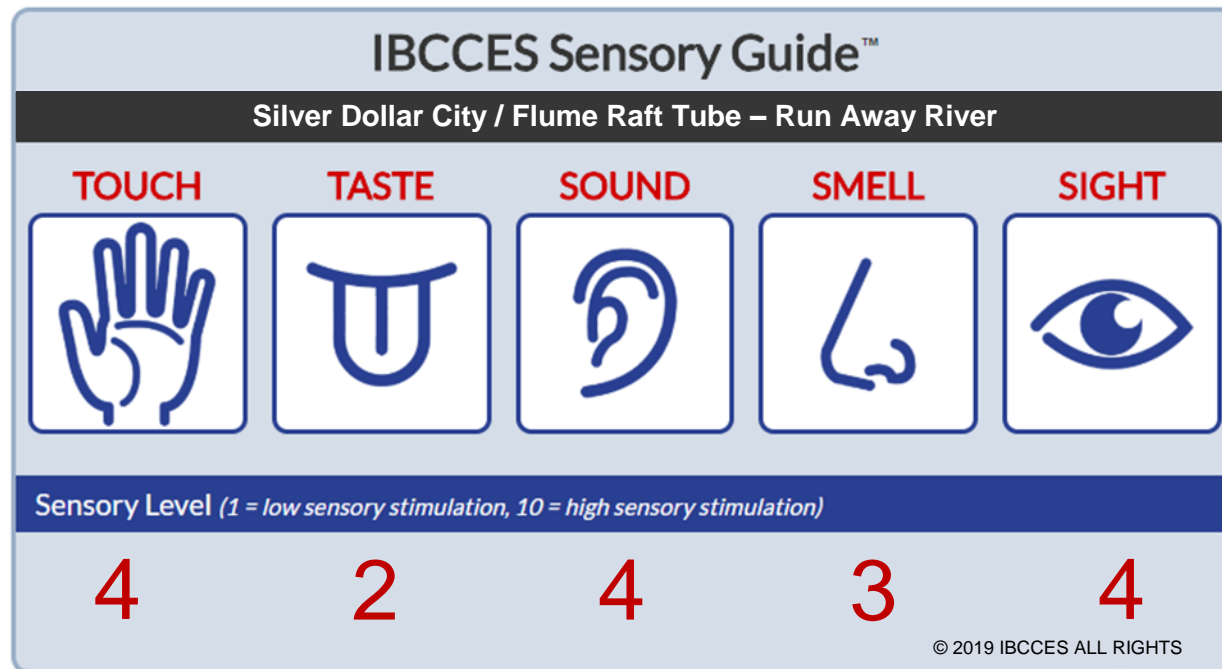 IBCCES Sensory Guide™
Silver Dollar City / Flume Raft Tube – Run Away River
TOUCH TASTE SOUND SMELL SIGHT
Sensory Level (1 = low sensory stimulation, 10 = high sensory stimulation)
4 2 4 3 4
© 2019 IBCCES ALL RIGHTS